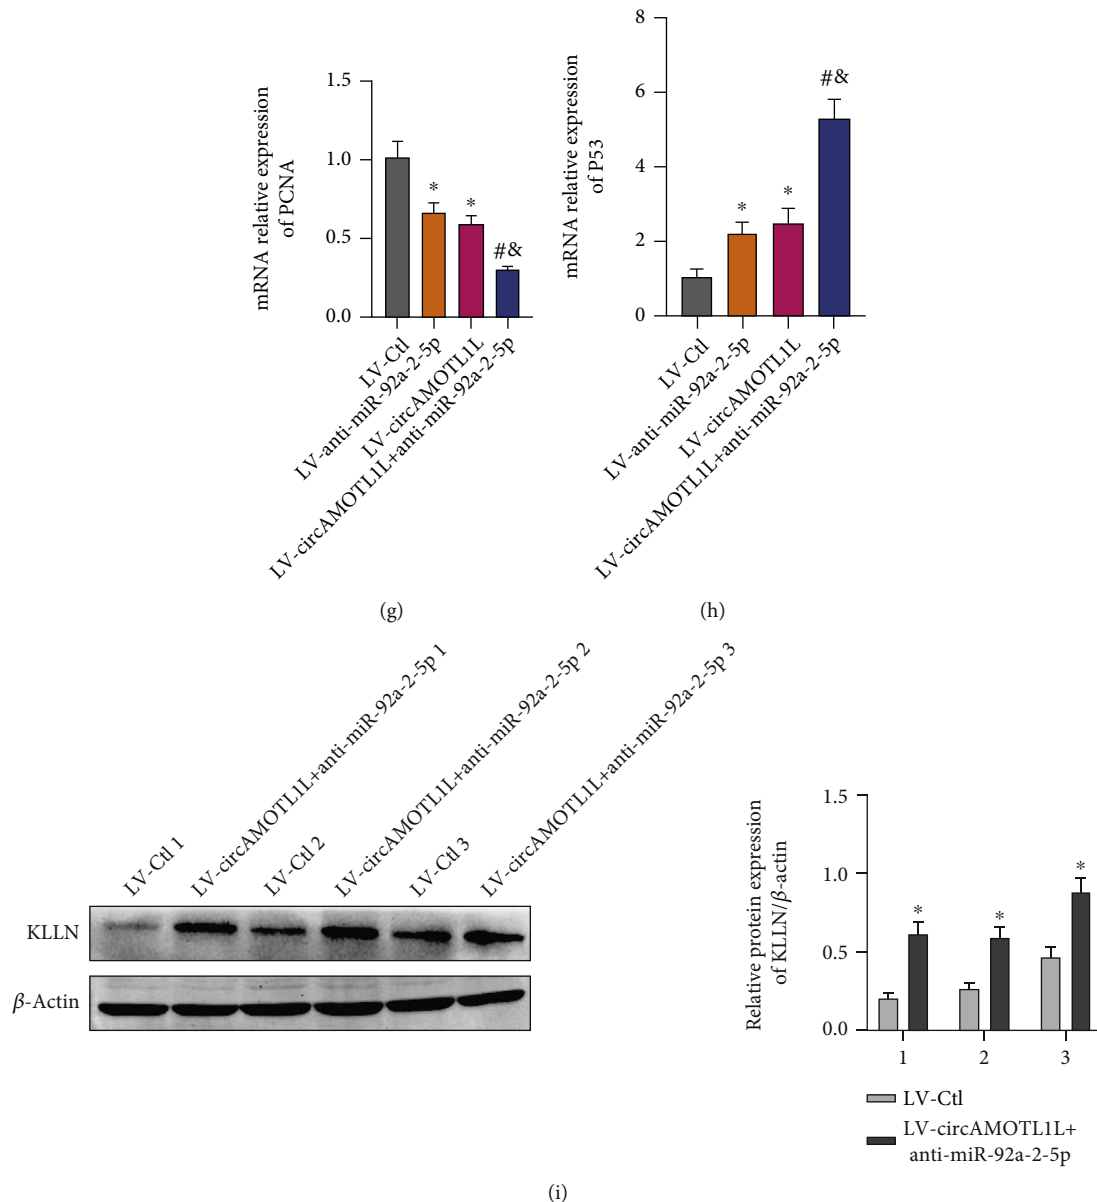 mRNA relative expression
of PCNA
1.5
1.0
0.5
0.0
*
*
#&
LV-Ctl
LV-anti-miR-92a-2-5p
LV-circAMOTL1L
LV-circAMOTL1L+anti-miR-92a-2-5p
(g)
mRNA relative expression
of P53
8
6
4
2
0
*
*
#&
LV-Ctl
LV-anti-miR-92a-2-5p
LV-circAMOTL1L
LV-circAMOTL1L+anti-miR-92a-2-5p
(h)
LV-Ctl 1
LV-circAMOTL1L+anti-miR-92a-2-5p 1
LV-Ctl 2
LV-circAMOTL1L+anti-miR-92a-2-5p 2
LV-Ctl 3
LV-circAMOTL1L+anti-miR-92a-2-5p 3
KLLN
β-Actin
Relative protein expression
of KLLN/β-actin
1.5
1.0
0.5
0.0
*
*
*
1
2
3
LV-Ctl
LV-circAMOTL1L+
anti-miR-92a-2-5p
(i)